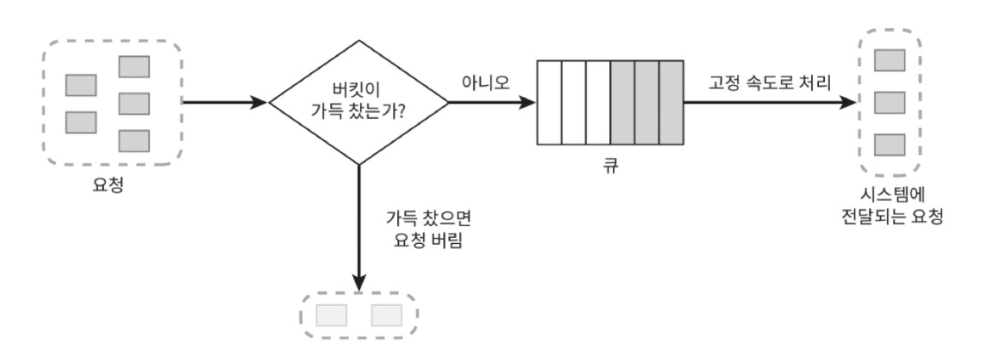 요청
버킷이
가득 찼는가?
아니오
큐
고정 속도로 처리
시스템에
전달되는 요청
가득 찼으면
요청 버림